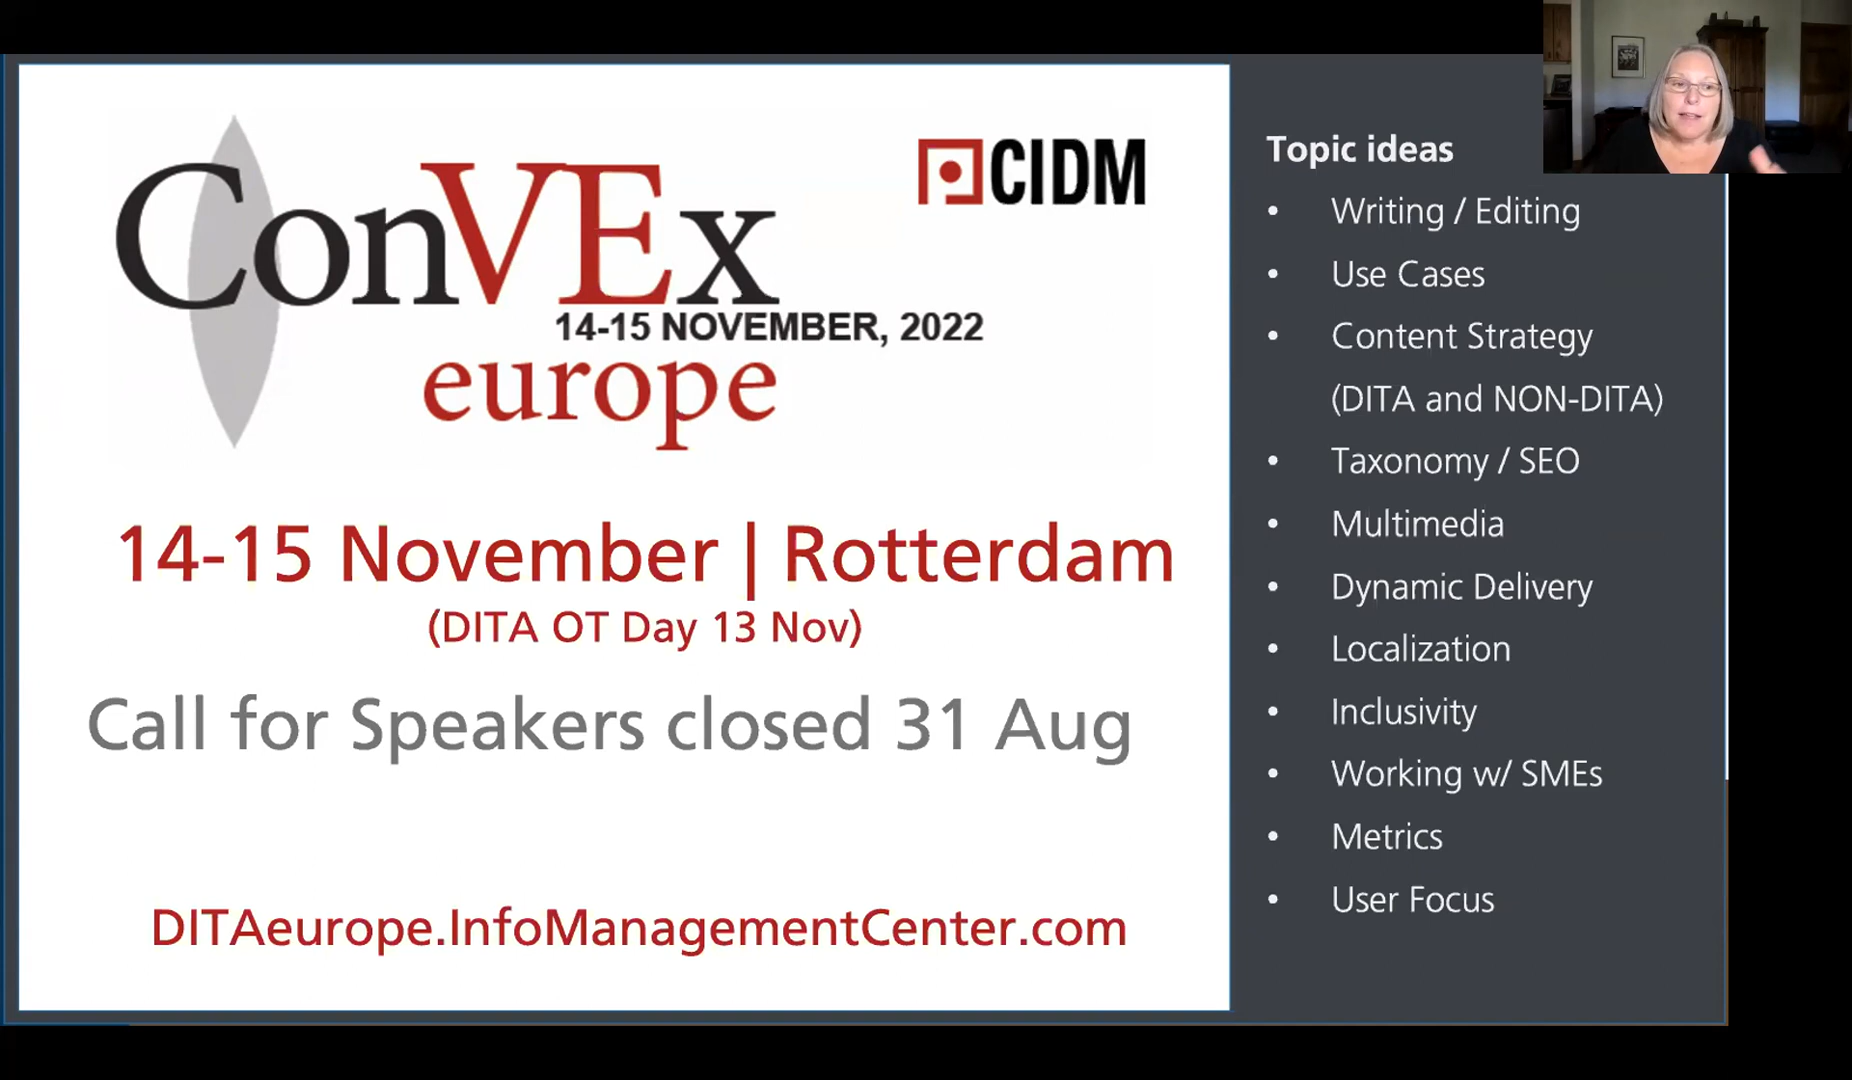 ConVEx
CIDM
14-15 NOVEMBER, 2022
europe
14-15 November | Rotterdam
(DITA OT Day 13 Nov)
Call for Speakers closed 31 Aug
DITAeurope.InfoManagementCenter.com
Topic ideas
• Writing / Editing
• Use Cases
• Content Strategy
(DITA and NON-DITA)
• Taxonomy / SEO
• Multimedia
• Dynamic Delivery
• Localization
• Inclusivity
• Working w/ SMEs
• Metrics
• User Focus